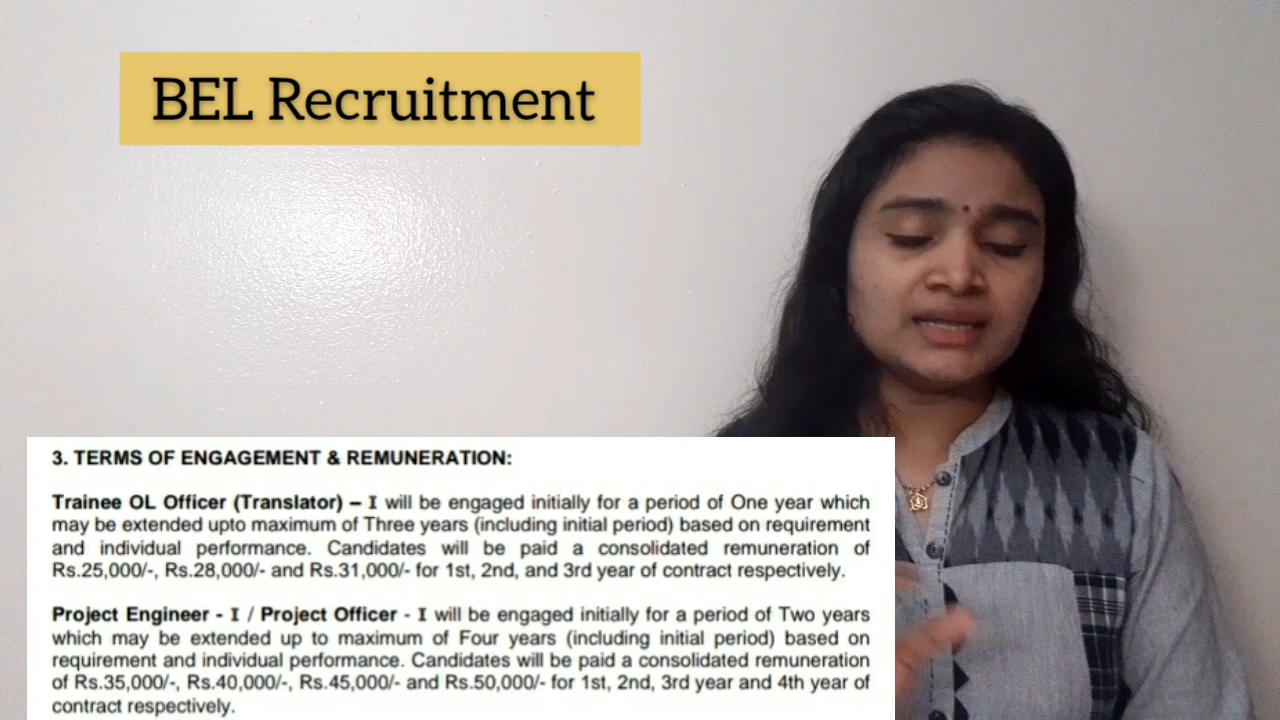 BEL Recruitment
3. TERMS OF ENGAGEMENT & REMUNERATION:
Trainee OL Officer (Translator) – I will be engaged initially for a period of One year which
may be extended upto maximum of Three years (including initial period) based on requirement
and individual performance. Candidates will be paid a consolidated remuneration of
Rs.25,000/-, Rs.28,000/- and Rs.31,000/- for 1st, 2nd, and 3rd year of contract respectively.
Project Engineer - I / Project Officer - I will be engaged initially for a period of Two years
which may be extended up to maximum of Four years (including initial period) based on
requirement and individual performance. Candidates will be paid a consolidated remuneration
of Rs.35,000/-, Rs.40,000/-, Rs.45,000/- and Rs.50,000/- for 1st, 2nd, 3rd year and 4th year of
contract respectively.